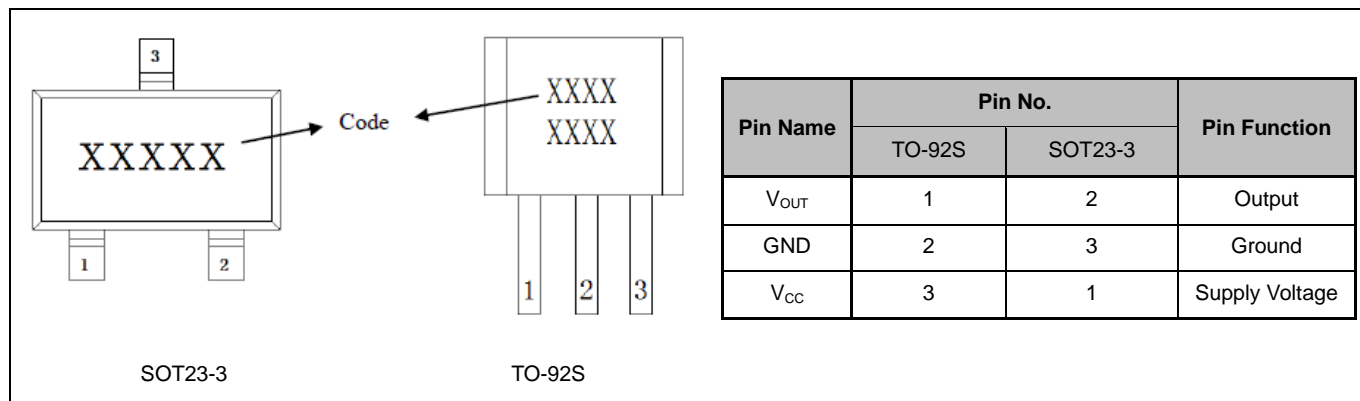 3
XXXXX
1
2
SOT23-3
Code
XXXX
XXXX
1 2 3
TO-92S
Pin Name Pin No. Pin Function
TO-92S SOT23-3
VOUT 1 2 Output
GND 2 3 Ground
VCC 3 1 Supply Voltage